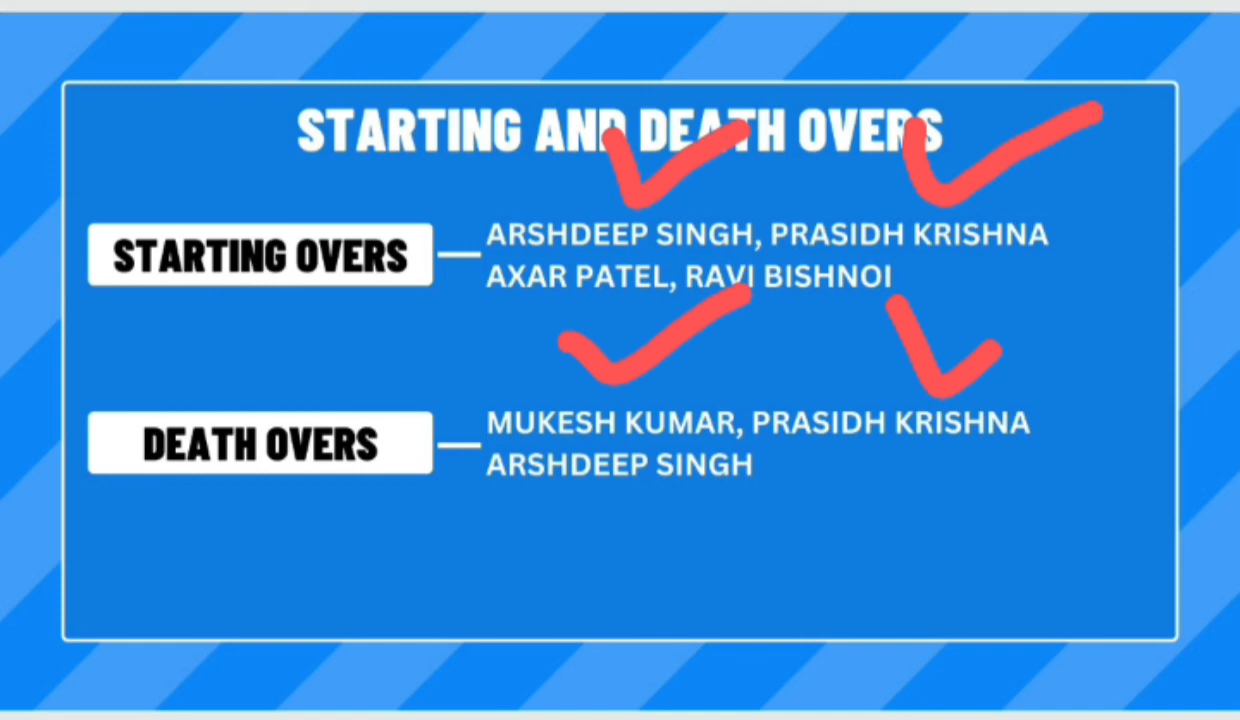 STARTING AND DEATH OVERS
STARTING OVERS
ARSHDEEP SINGH, PRASIDH KRISHNA
AXAR PATEL, RAVI BISHNOI
DEATH OVERS
MUKESH KUMAR, PRASIDH KRISHNA
ARSHDEEP SINGH